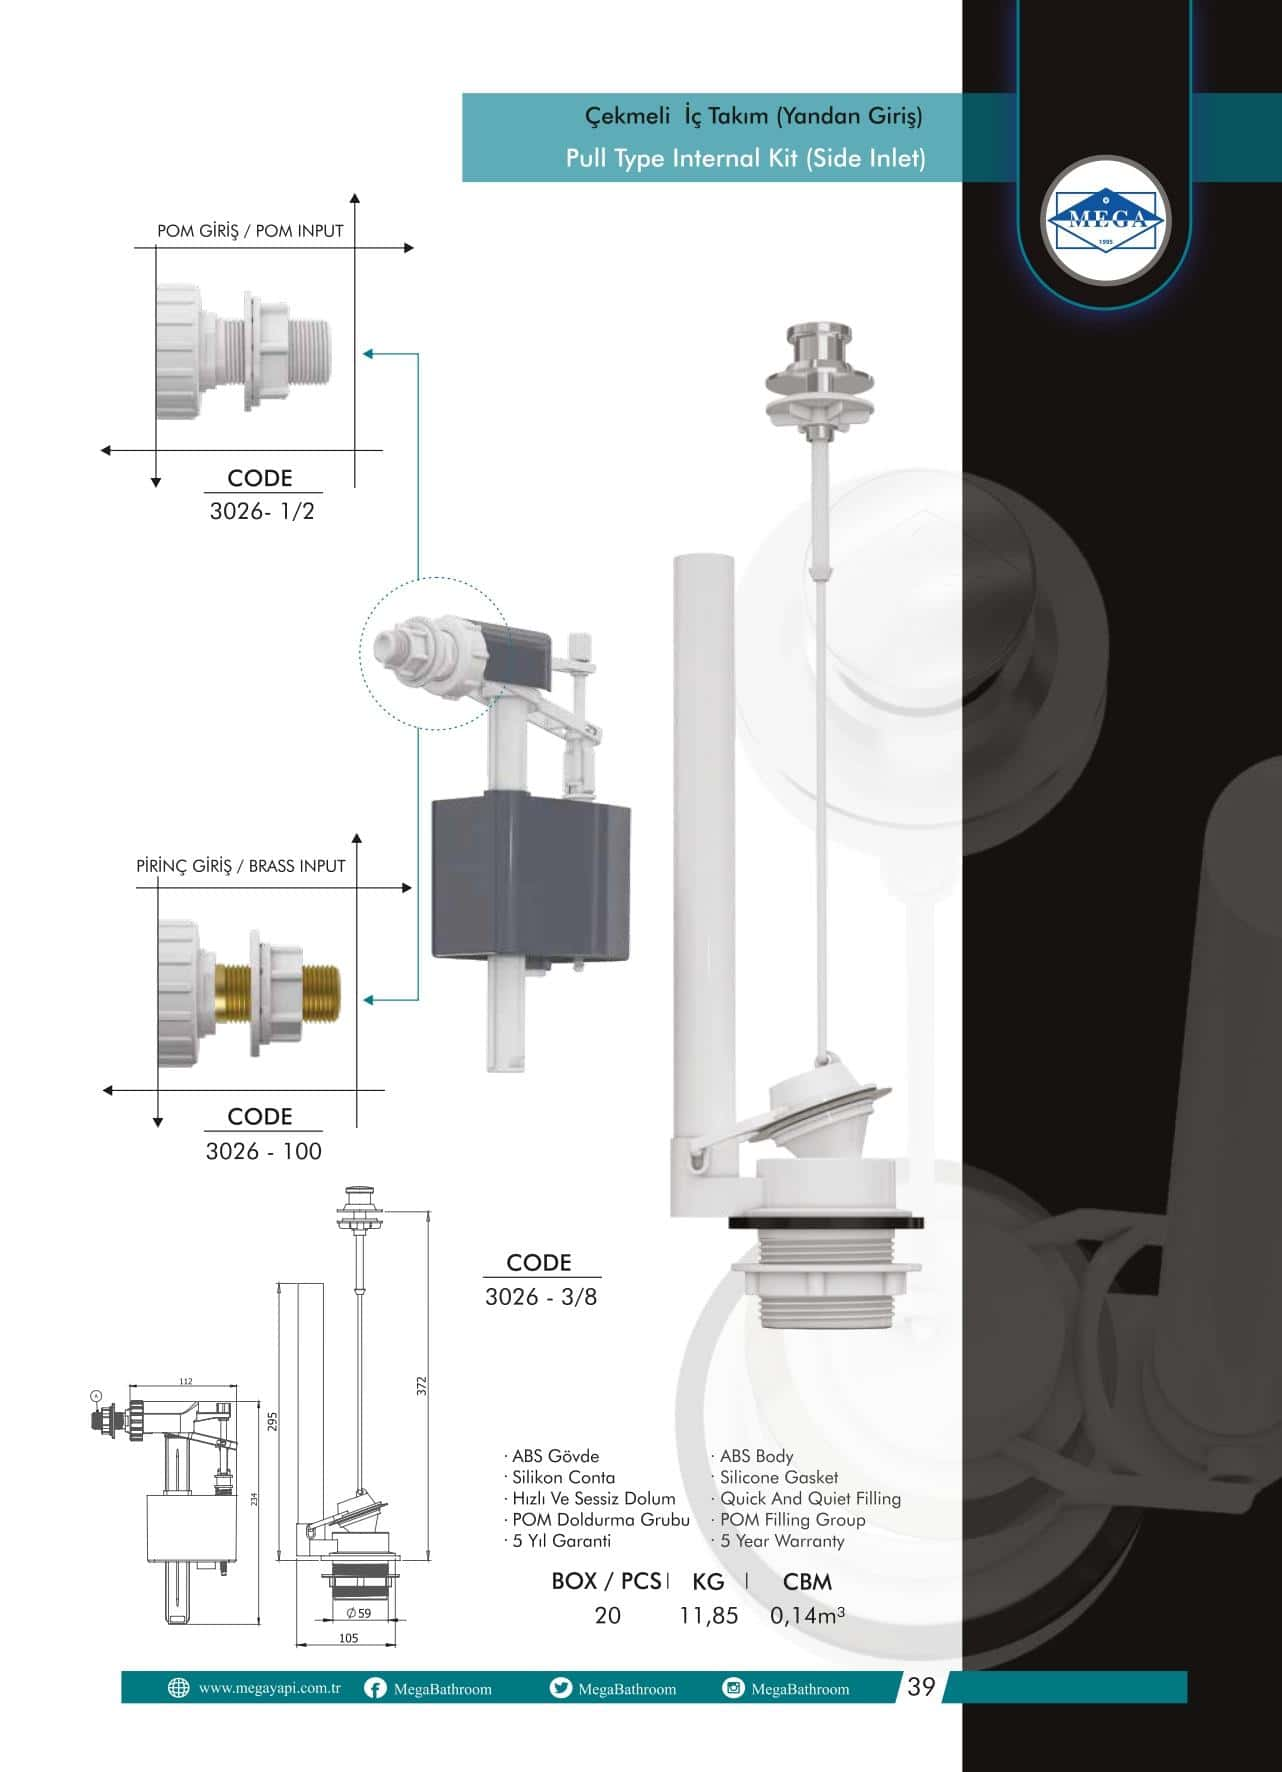 Çekmeli İç Takım (Yandan Giriş)
Pull Type Internal Kit (Side Inlet)
MEGA
1995
POM GİRİŞ / POM INPUT
CODE
3026- 1/2
PİRİNÇ GİRİŞ / BRASS INPUT
CODE
3026 - 100
CODE
3026 - 3/8
112
A
234
295
372
Ø59
105
· ABS Gövde
· Silikon Conta
· Hızlı Ve Sessiz Dolum
· POM Doldurma Grubu
· 5 Yıl Garanti
· ABS Body
· Silicone Gasket
· Quick And Quiet Filling
· POM Filling Group
· 5 Year Warranty
BOX / PCS | KG | CBM
20 11,85 0,14m³
www.megayapi.com.tr MegaBathroom MegaBathroom MegaBathroom 39